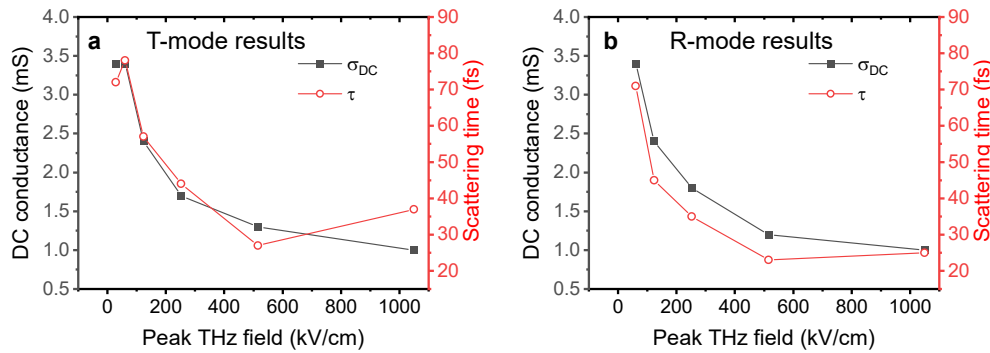 a
T-mode results
σDC
τ
4.0
3.5
3.0
2.5
2.0
1.5
1.0
0.5
DC conductance (mS)
90
80
70
60
50
40
30
20
Scattering time (fs)
0 200 400 600 800 1000
Peak THz field (kV/cm)
b
R-mode results
σDC
τ
4.0
3.5
3.0
2.5
2.0
1.5
1.0
0.5
DC conductance (mS)
90
80
70
60
50
40
30
20
Scattering time (fs)
0 200 400 600 800 1000
Peak THz field (kV/cm)